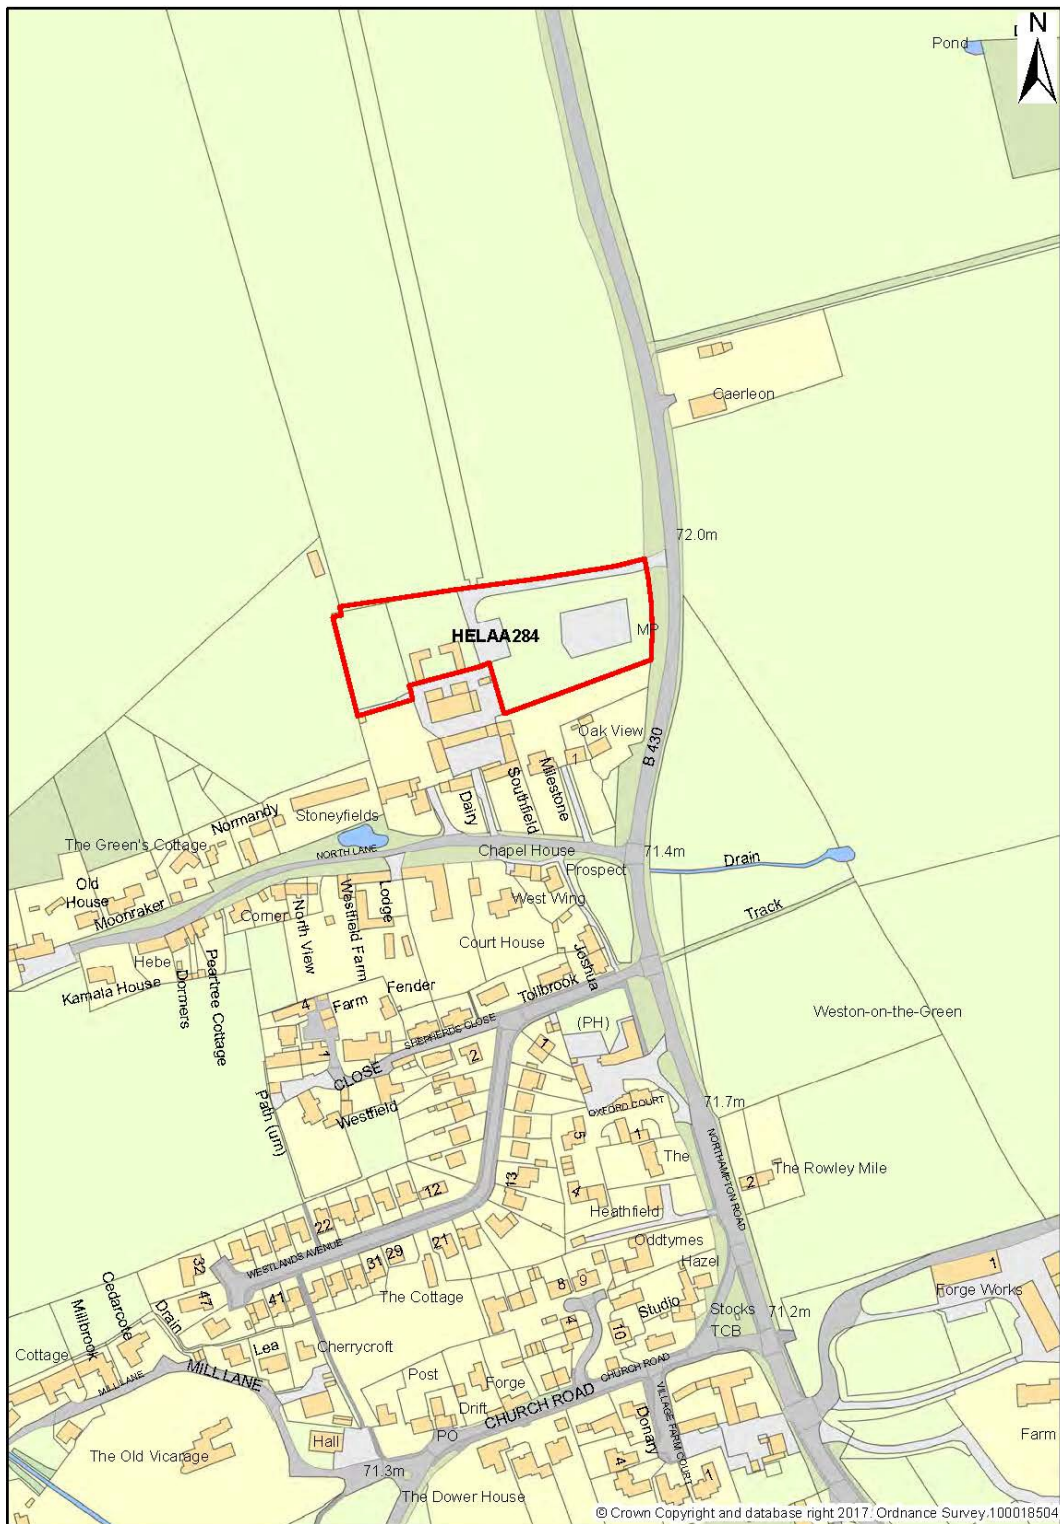 N
Pond
D
Caerleon
72.0m
HELAA284
MP
Oak View
B 430
1
Milestone
Southfield
Dairy
Stoneyfields
Normandy
The Green's Cottage
NORTH LANE
Chapel House
71.4m
Drain
Prospect
Old
House
Moonraker
Corner
West Wing
Lodge
Wastfield Farm
North View
Track
Court House
Hebe
Joshua
Kamala House
Dormers
Peartree Cottage
Fender
Farm
4
Tollbrook
Weston-on-the-Green
SHEPHERDS CLOSE
(PH)
1
2
1
CLOSE
Path (um)
Westfield
OXFORD COURT
71.7m
5
1
The
NORTHAMPTON ROAD
The Rowley Mile
2
13
12
4
Heathfield
22
Oddtymes
21
29
31
WESTLANDS AVENUE
Hazel
32
8
9
Forge Works
1
47
41
The Cottage
Studio
Stocks
71.2m
Cedarcote
Millbrook
Drain
10
4
TCB
Lea
Cherrycroft
Cottage
MILL LANE
MILL LANE
Post
Forge
CHURCH ROAD
CHURCH ROAD
Drift
VILLAGE FARM COURT
Donary
PO
Hall
Farm
The Old Vicarage
4
1
71.3m
The Dower House
© Crown Copyright and database right 2017. Ordnance Survey 100018504